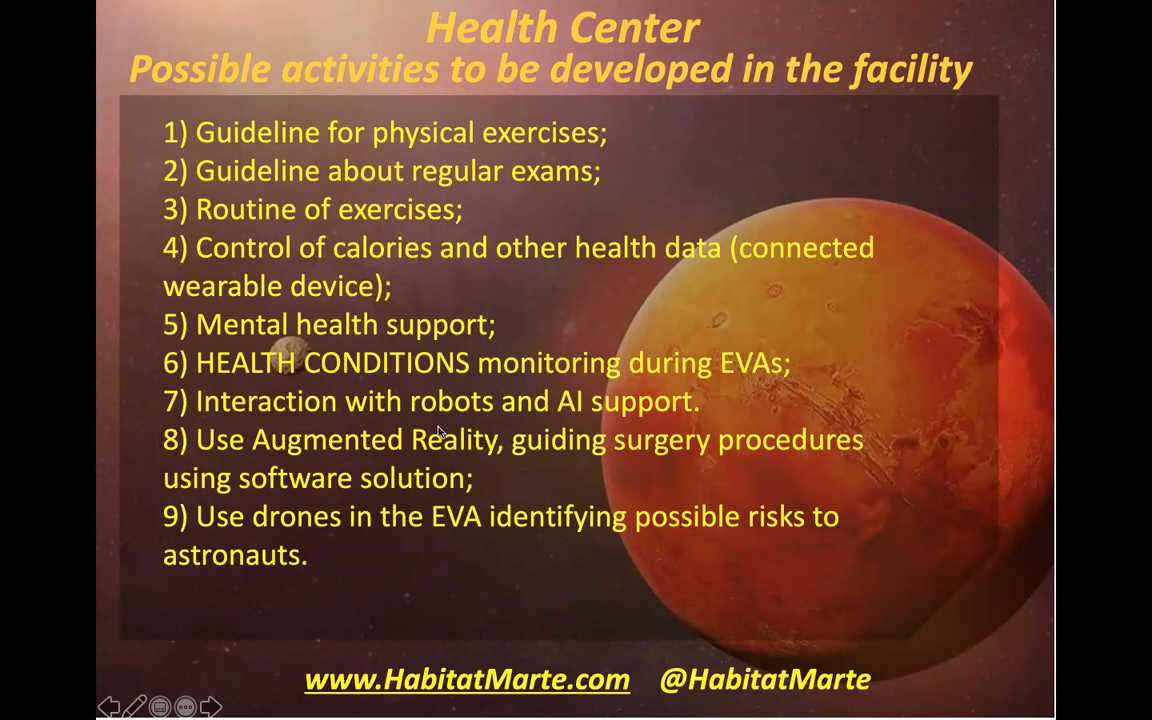 Health Center
Possible activities to be developed in the facility
1) Guideline for physical exercises;
2) Guideline about regular exams;
3) Routine of exercises;
4) Control of calories and other health data (connected
wearable device);
5) Mental health support;
6) HEALTH CONDITIONS monitoring during EVAs;
7) Interaction with robots and AI support.
8) Use Augmented Reality, guiding surgery procedures
using software solution;
9) Use drones in the EVA identifying possible risks to
astronauts.
www.HabitatMarte.com @HabitatMarte